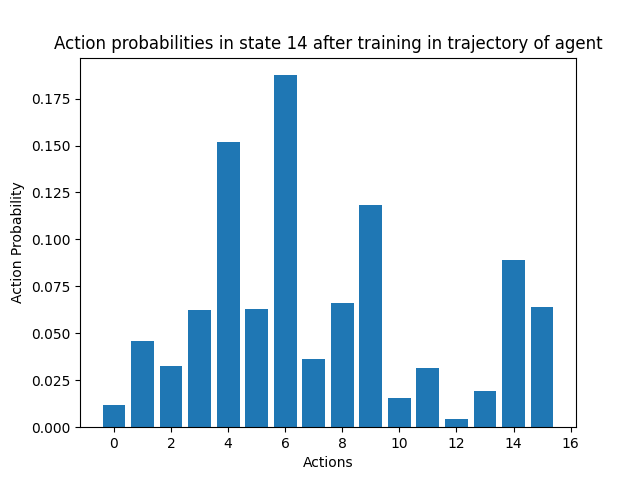 Action probabilities in state 14 after training in trajectory of agent
0.175
0.150
0.125
0.100
0.075
0.050
0.025
0.000
Action Probability
0 2 4 6 8 10 12 14 16
Actions